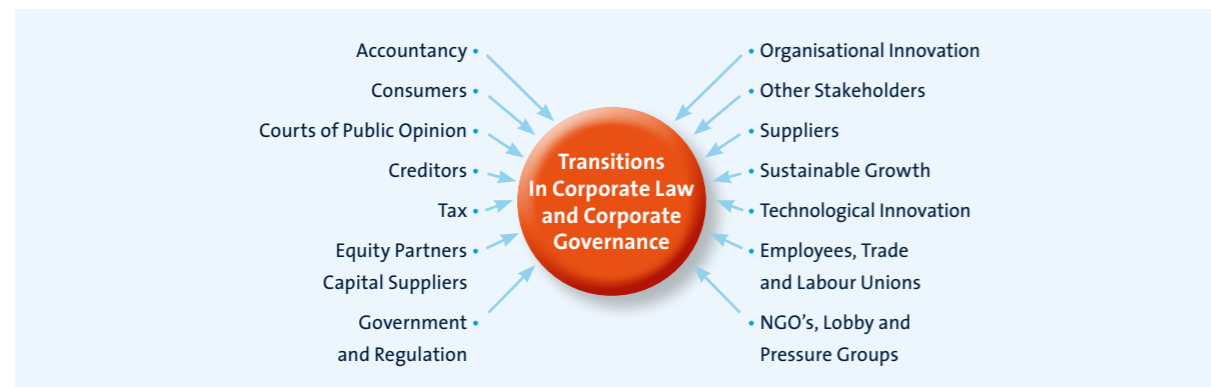 Accountancy •
Consumers •
Courts of Public Opinion •
Creditors •
Tax •
Equity Partners •
Capital Suppliers
Government •
and Regulation
Transitions
In Corporate Law
and Corporate
Governance
• Organisational Innovation
• Other Stakeholders
• Suppliers
• Sustainable Growth
• Technological Innovation
• Employees, Trade
and Labour Unions
• NGO’s, Lobby and
Pressure Groups